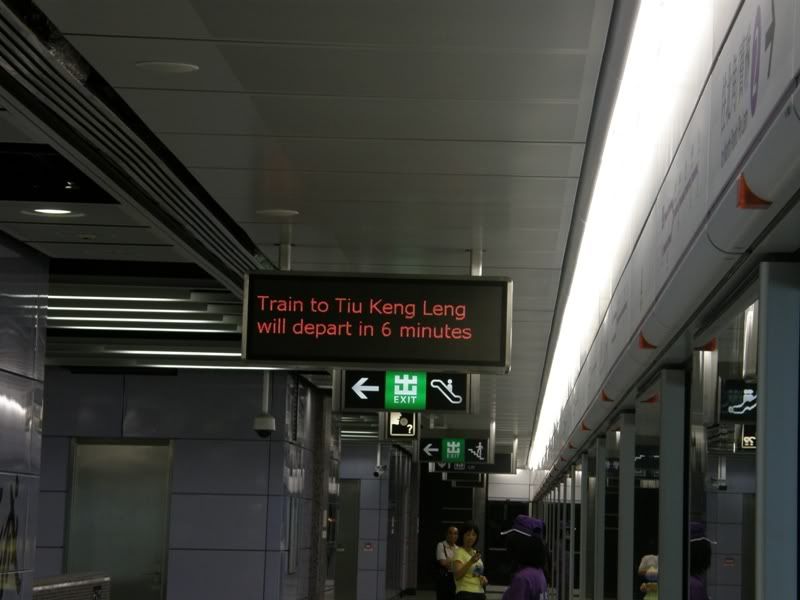 Train to Tiu Keng Leng
will depart in 6 minutes
出
EXIT
?
出
EXIT